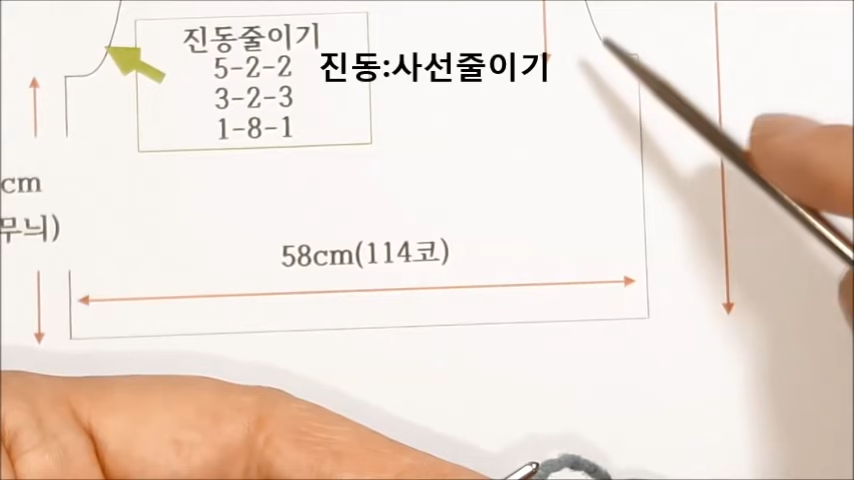 진동줄이기
5-2-2
3-2-3
1-8-1
진동:사선줄이기
cm
무늬)
58cm(114코)